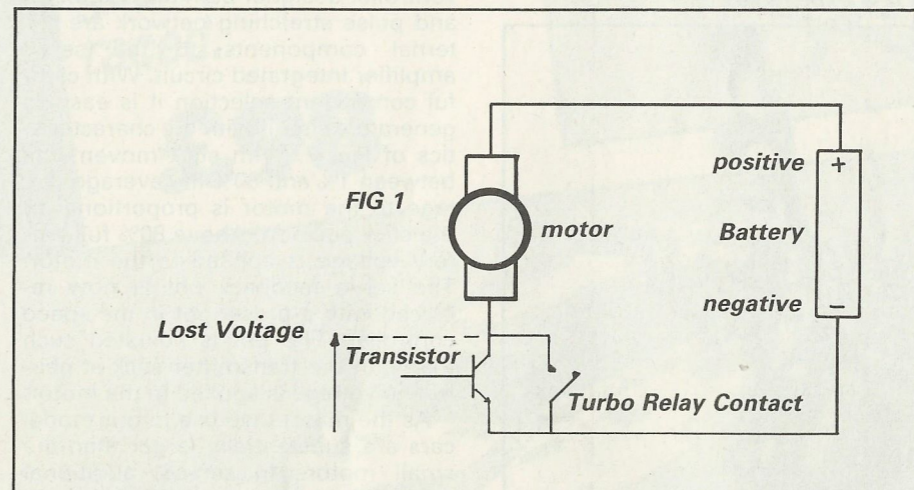 FIG 1
motor
positive
+
Battery
negative
−
Lost Voltage
Transistor
Turbo Relay Contact